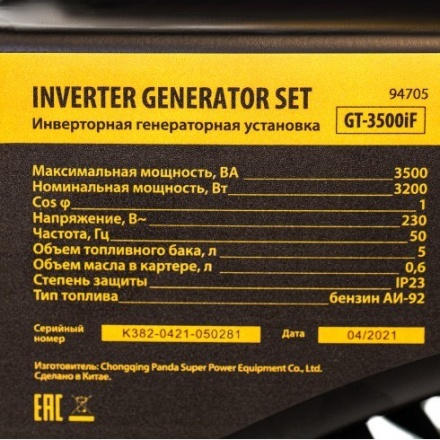 INVERTER GENERATOR SET 94705
Инверторная генераторная установка GT-3500iF
Максимальная мощность, ВА 3500
Номинальная мощность, Вт 3200
Cos φ 1
Напряжение, В~ 230
Частота, Гц 50
Объем топливного бака, л 5
Объем масла в картере, л 0,6
Степень защиты IP23
Тип топлива бензин АИ-92
Серийный номер K382-0421-050281 Дата 04/2021
Изготовитель: Chongqing Panda Super Power Equipment Co., Ltd.
Сделано в Китае.
EAC